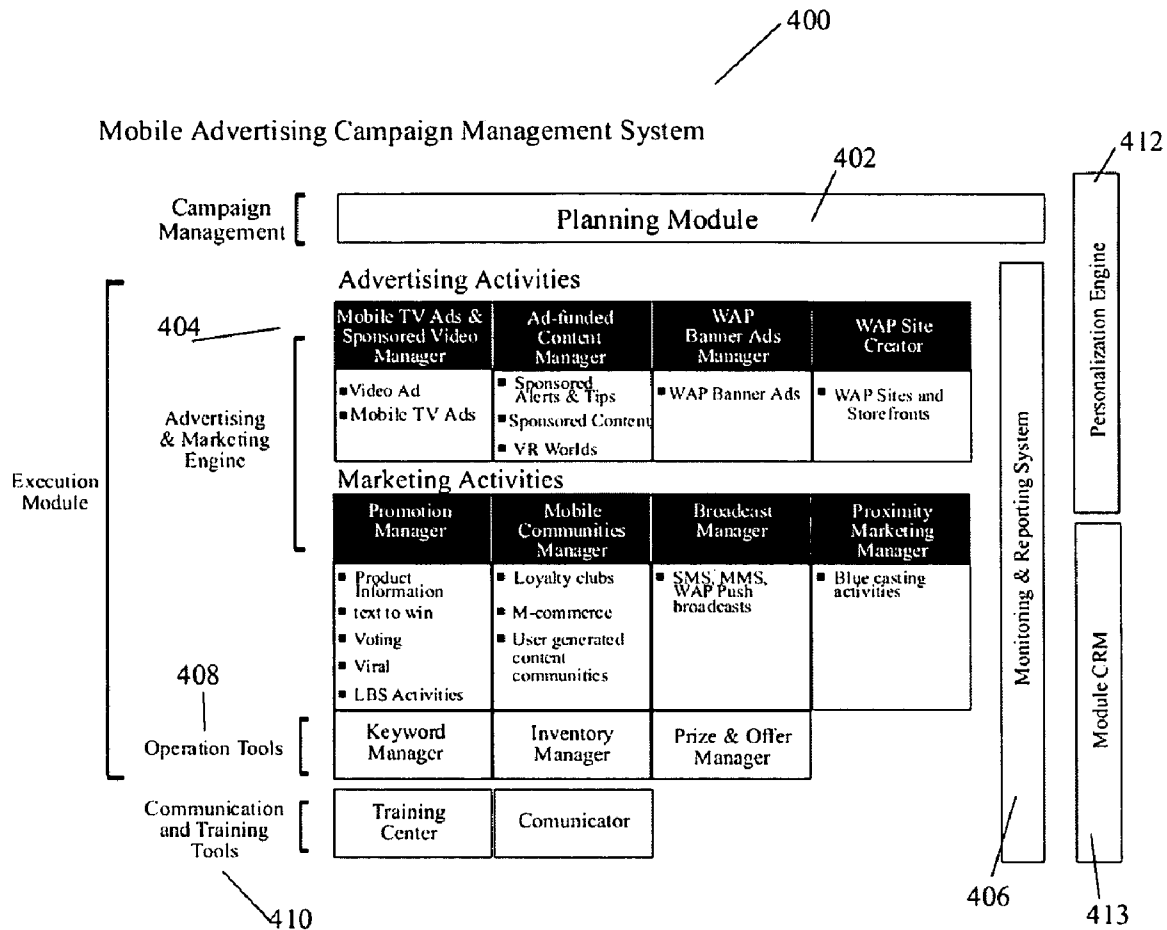 400
Mobile Advertising Campaign Management System
412
402
Campaign
Management
Planning Module
Personalization Engine
Advertising Activities
404
Mobile TV Ads &
Sponsored Video
Manager
Ad-funded
Content
Manager
WAP
Banner Ads
Manager
WAP Site
Creator
Video Ad
Mobile TV Ads
Sponsored
Alerts & Tips
Sponsored Content
VR Worlds
WAP Banner Ads
WAP Sites and
Storefronts
Advertising
& Marketing
Engine
Execution
Module
Monitoring & Reporting System
Marketing Activities
Promotion
Manager
Mobile
Communities
Manager
Broadcast
Manager
Proximity
Marketing
Manager
Product
Information
text to win
Voting
Viral
LBS Activities
Loyalty clubs
M-commerce
User generated
content
communities
SMS, MMS,
WAP Push
broadcasts
Blue casting
activities
Module CRM
408
Operation Tools
Keyword
Manager
Inventory
Manager
Prize & Offer
Manager
Communication
and Training
Tools
Training
Center
Comunicator
410
406
413